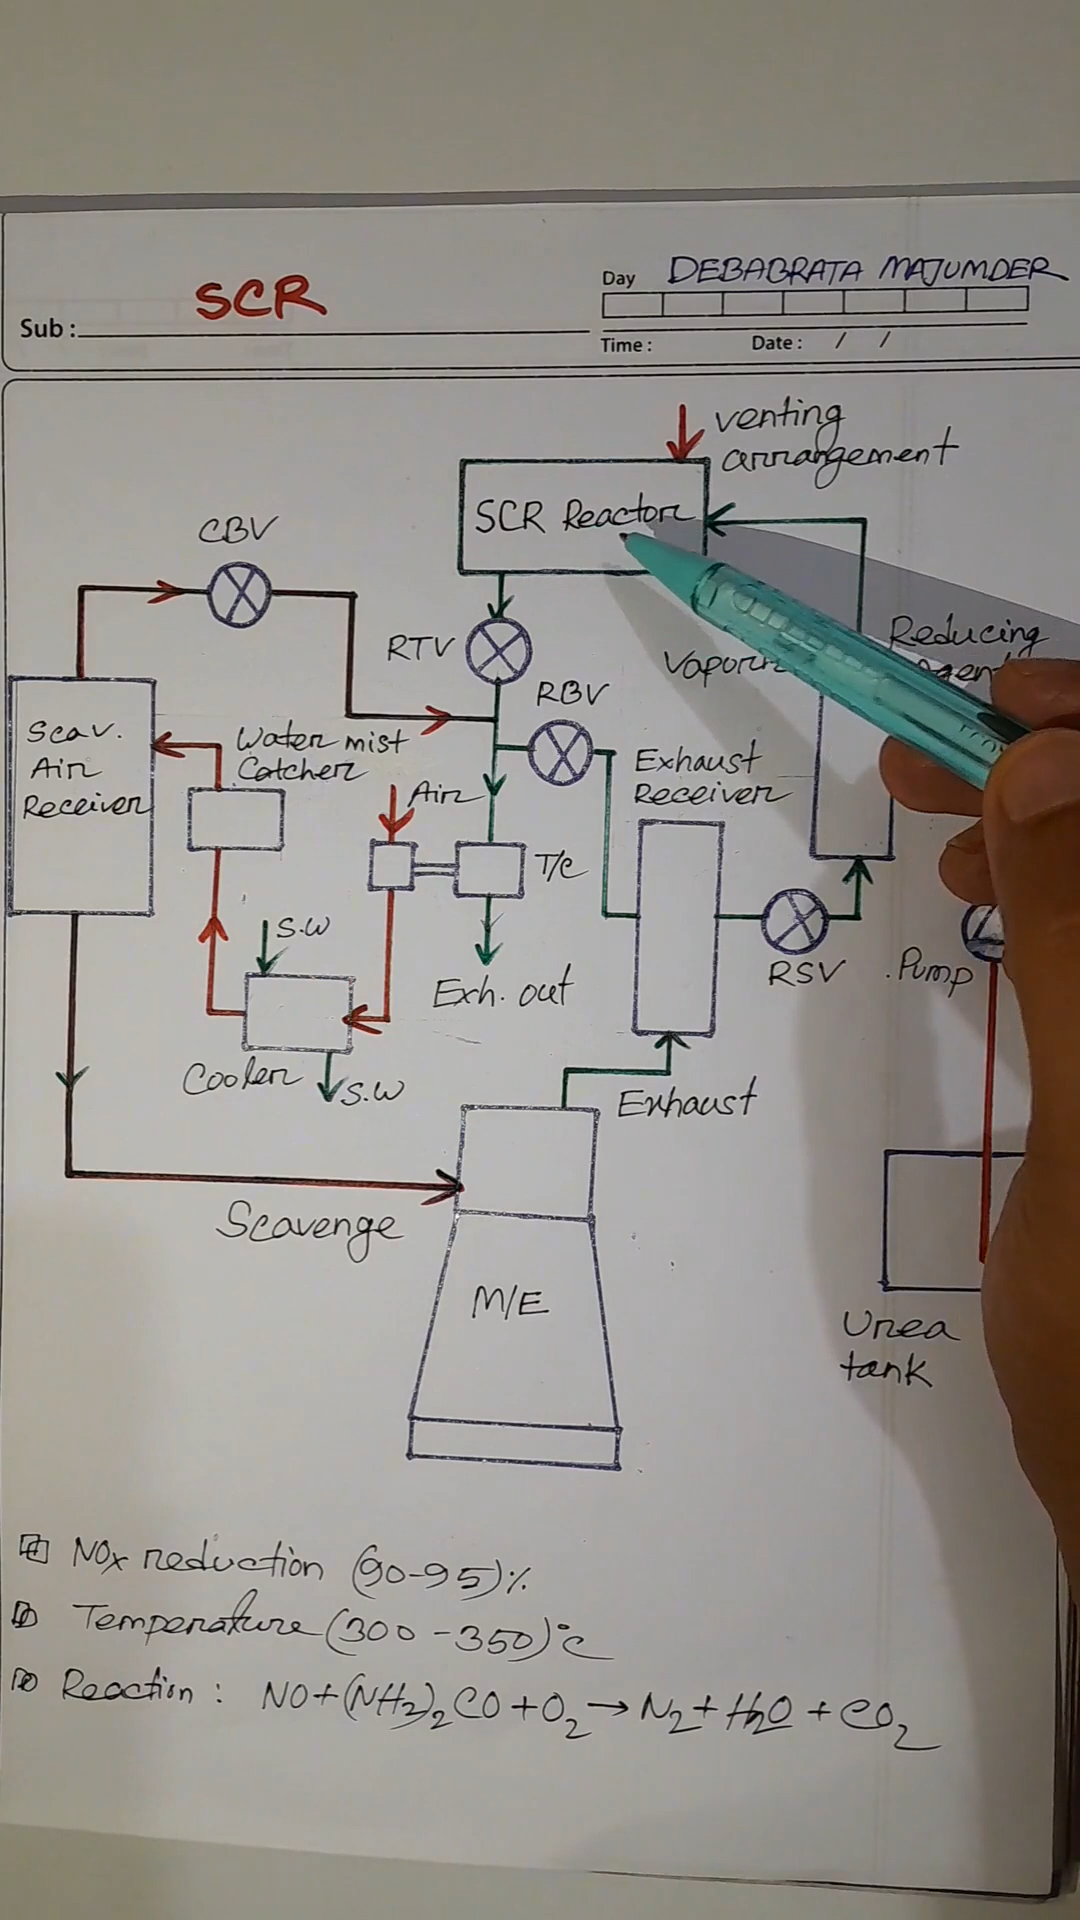 SCR
Sub :
Day
DEBABRATA MAJUMDER
Time :
Date : / /
venting
arrangement
SCR Reactor
CBV
RTV
Reducing
RBV
Scav.
Air
Receiver
Water mist
Catcher
Air
Exhaust
Receiver
T/C
S.W
Exh. out
RSV
Pump
Cooler
S.W
Exhaust
Scavenge
M/E
Urea
tank
NOx reduction (90-95)%
Temperature (300-350)°C
Reaction : NO+(NH2)2CO+O2→N2+H2O+CO2